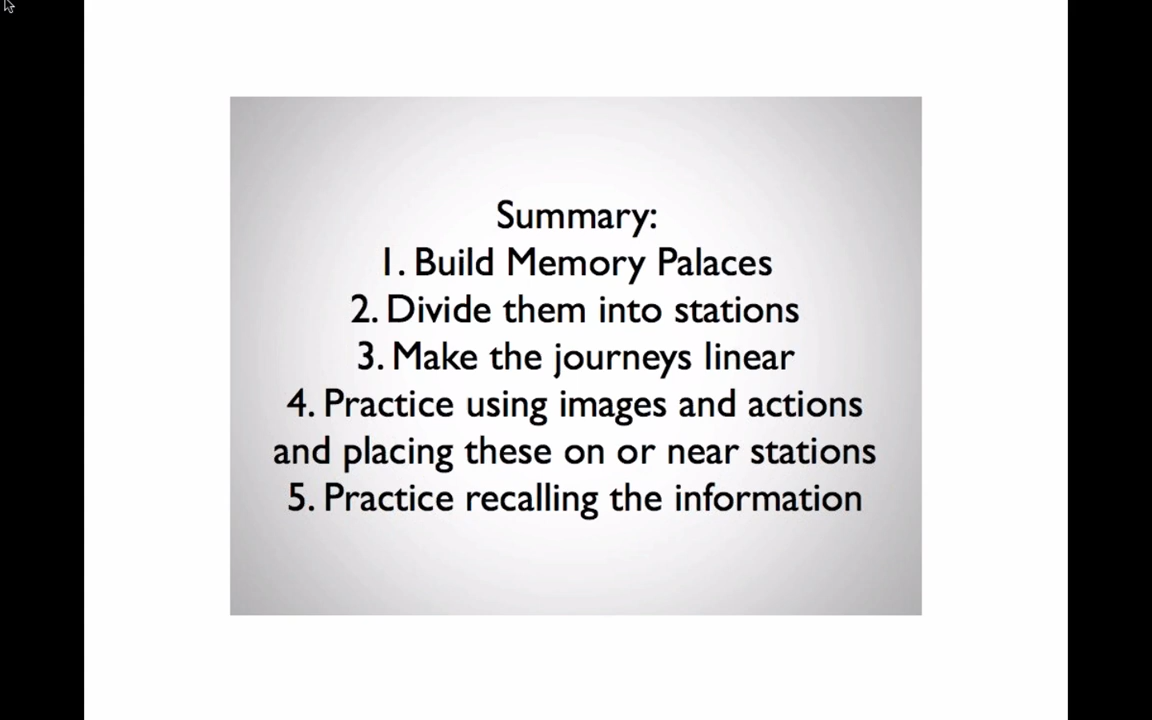 Summary:
1. Build Memory Palaces
2. Divide them into stations
3. Make the journeys linear
4. Practice using images and actions
and placing these on or near stations
5. Practice recalling the information